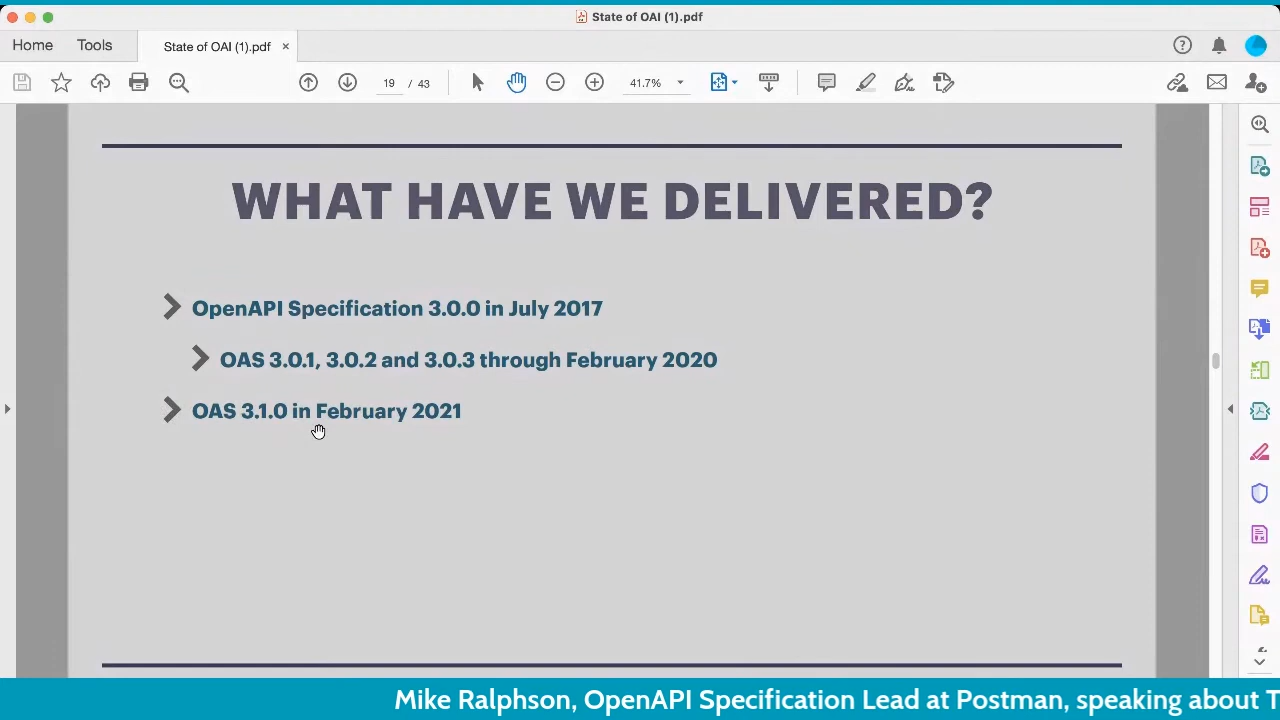 State of OAI (1).pdf
Home Tools State of OAI (1).pdf ×
19 / 43 41.7%
WHAT HAVE WE DELIVERED?
OpenAPI Specification 3.0.0 in July 2017
OAS 3.0.1, 3.0.2 and 3.0.3 through February 2020
OAS 3.1.0 in February 2021
Mike Ralphson, OpenAPI Specification Lead at Postman, speaking about T